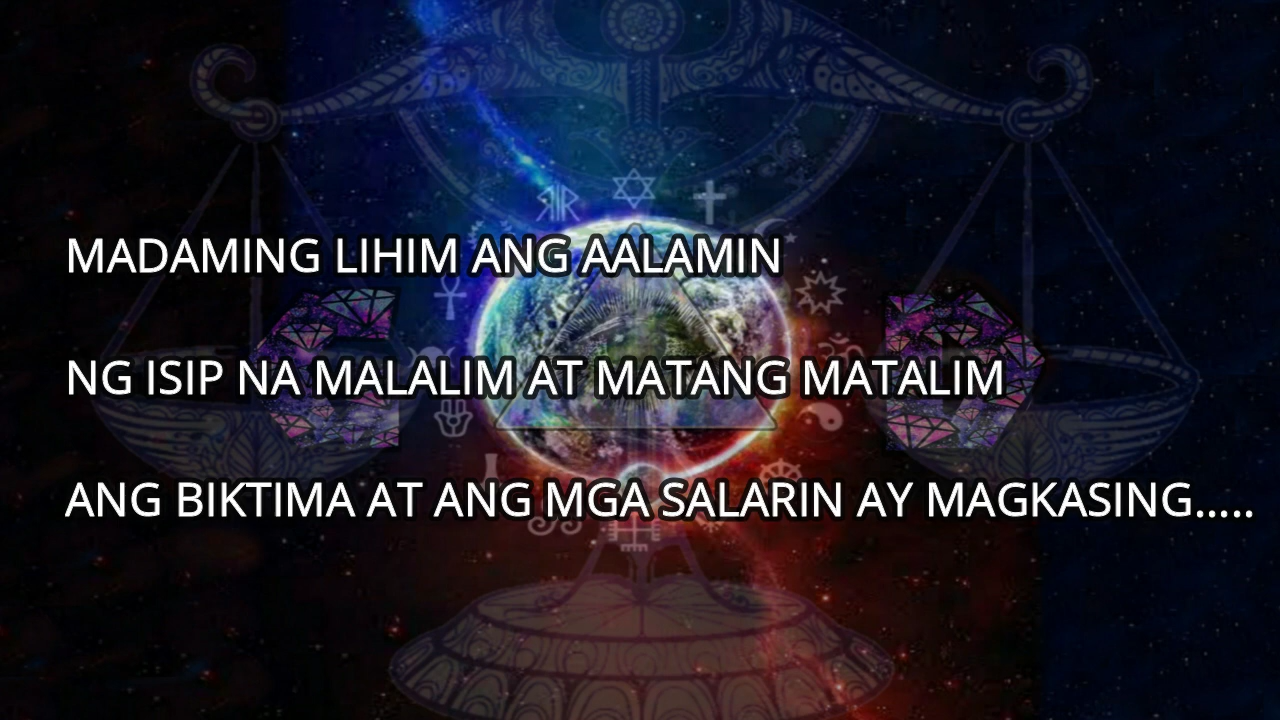 MADAMING LIHIM ANG AALAMIN
NG ISIP NA MALALIM AT MATANG MATALIM
ANG BIKTIMA AT ANG MGA SALARIN AY MAGKASING.....